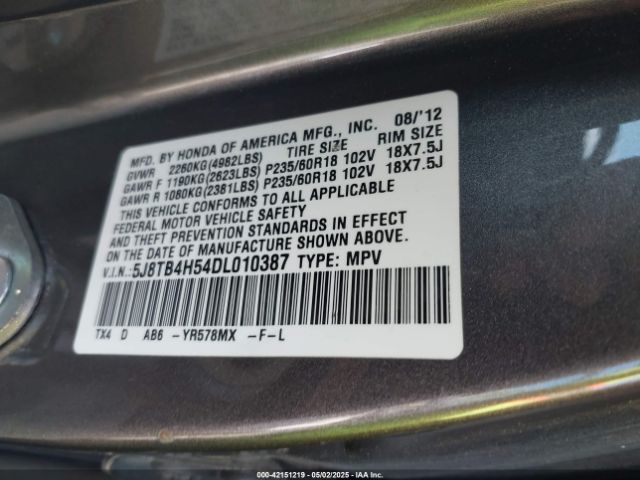 MFD. BY HONDA OF AMERICA MFG., INC. 08/'12
GVWR 2260KG(4982LBS) TIRE SIZE RIM SIZE
GAWR F 1190KG(2623LBS) P235/60R18 102V 18X7.5J
GAWR R 1080KG(2381LBS) P235/60R18 102V 18X7.5J
THIS VEHICLE CONFORMS TO ALL APPLICABLE
FEDERAL MOTOR VEHICLE SAFETY
AND THEFT PREVENTION STANDARDS IN EFFECT
ON THE DATE OF MANUFACTURE SHOWN ABOVE.
V.I.N.: 5J8TB4H54DL010387 TYPE: MPV
TX4 D AB6 -YR578MX -F-L
000-42151219 - 05/02/2025 - IAA Inc.